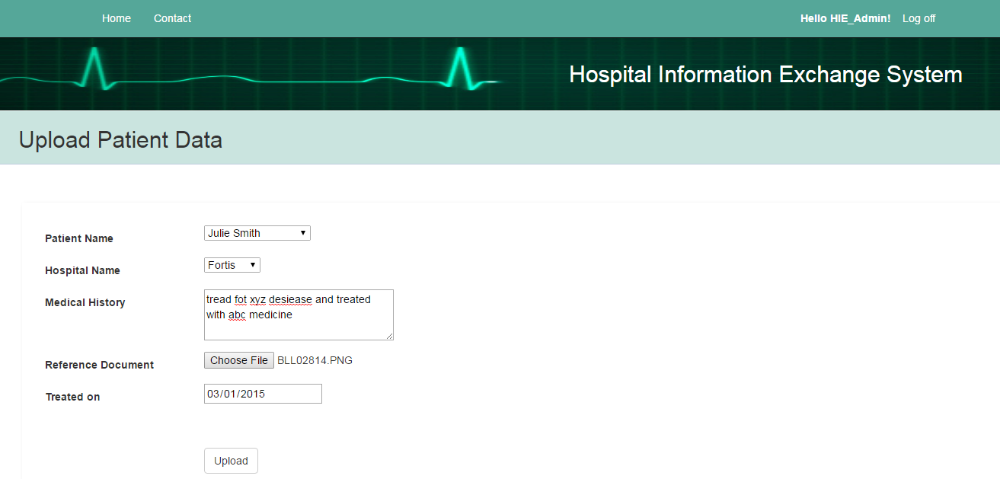 Home Contact Hello HIE_Admin! Log off
Hospital Information Exchange System
Upload Patient Data
Patient Name Julie Smith
Hospital Name Fortis
Medical History tread fot xyz desiease and treated
with abc medicine
Reference Document Choose File BLL02814.PNG
Treated on 03/01/2015
Upload